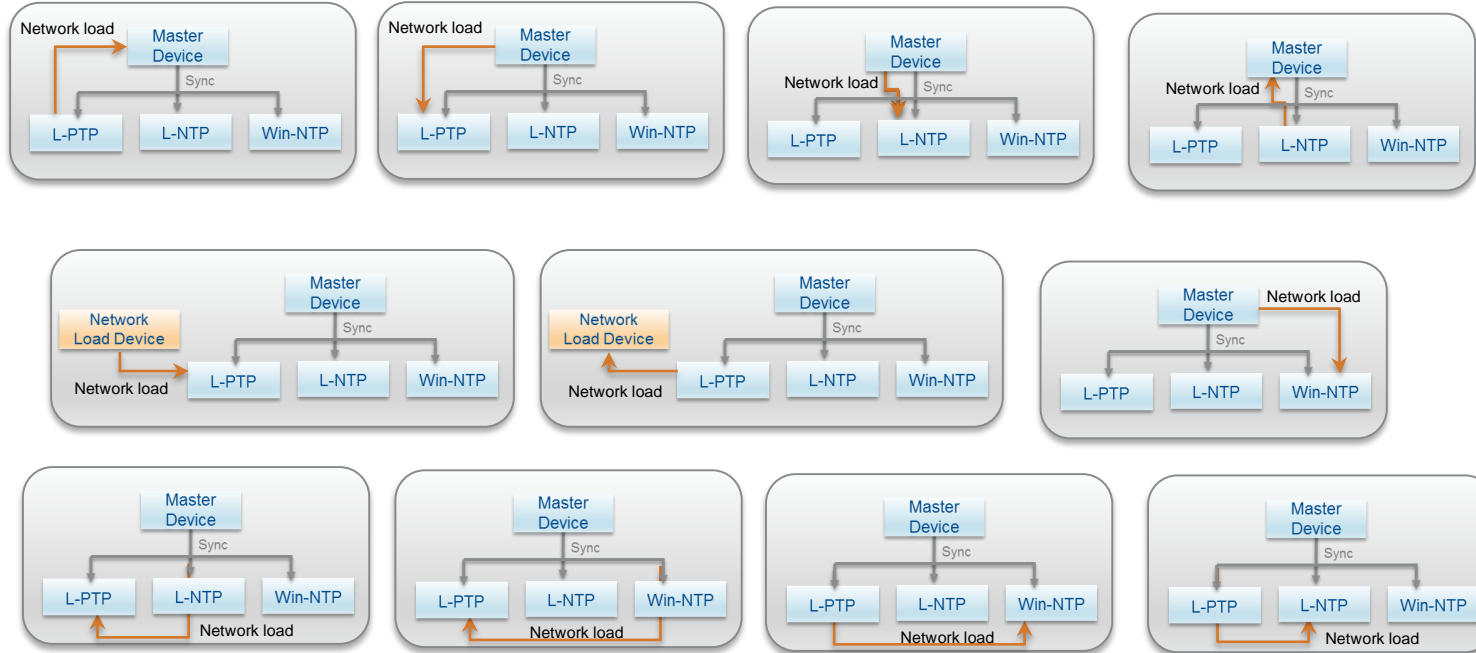 Network load
Master
Device
Sync
L-PTP
L-NTP
Win-NTP
Network load
Master
Device
Sync
L-PTP
L-NTP
Win-NTP
Master
Device
Network load
Sync
L-PTP
L-NTP
Win-NTP
Master
Device
Network load
Sync
L-PTP
L-NTP
Win-NTP
Master
Device
Network
Load Device
Sync
Network load
L-PTP
L-NTP
Win-NTP
Master
Device
Network
Load Device
Sync
Network load
L-PTP
L-NTP
Win-NTP
Master
Device
Network load
Sync
L-PTP
L-NTP
Win-NTP
Master
Device
Sync
L-PTP
L-NTP
Win-NTP
Network load
Master
Device
Sync
L-PTP
L-NTP
Win-NTP
Network load
Master
Device
Sync
L-PTP
L-NTP
Win-NTP
Network load
Master
Device
Sync
L-PTP
L-NTP
Win-NTP
Network load